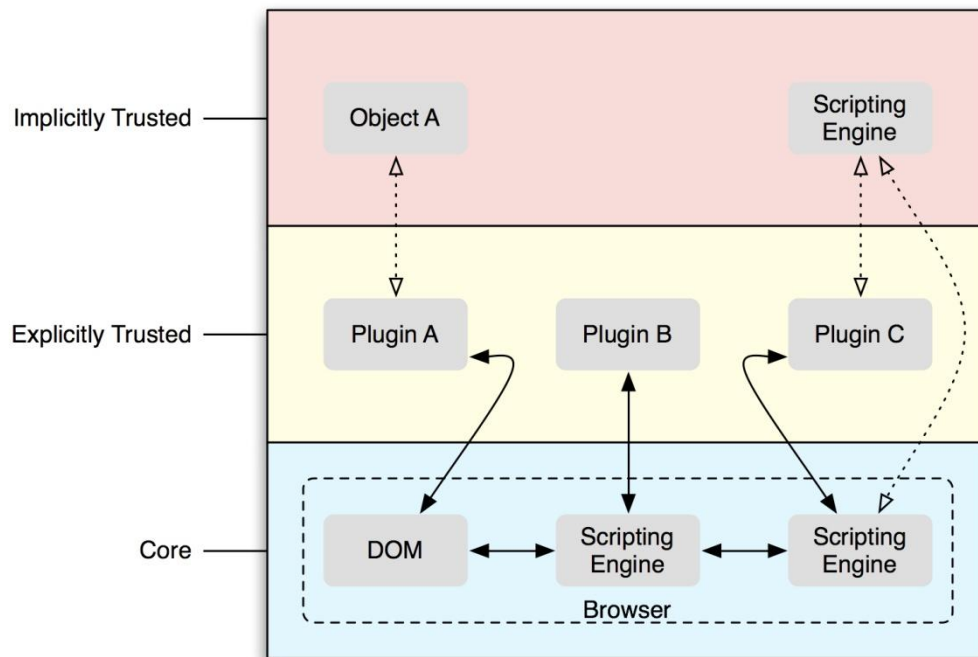 Implicitly Trusted
Object A
Scripting
Engine
Explicitly Trusted
Plugin A
Plugin B
Plugin C
Core
DOM
Scripting
Engine
Scripting
Engine
Browser